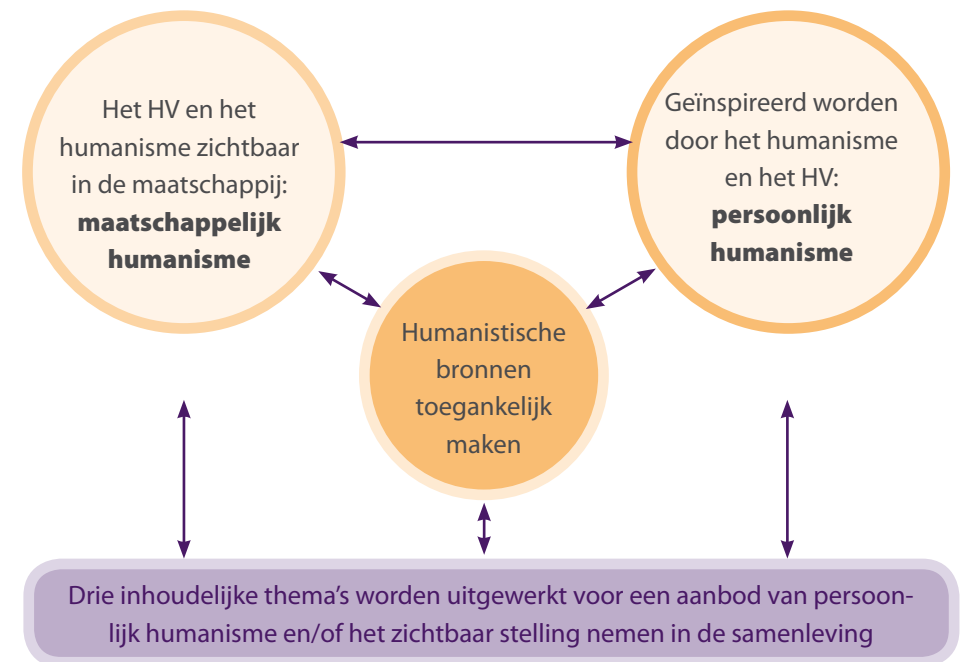 Het HV en het
humanisme zichtbaar
in de maatschappij:
maatschappelijk
humanisme
Geïnspireerd worden
door het humanisme
en het HV:
persoonlijk
humanisme
Humanistische
bronnen
toegankelijk
maken
Drie inhoudelijke thema’s worden uitgewerkt voor een aanbod van persoon-
lijk humanisme en/of het zichtbaar stelling nemen in de samenleving